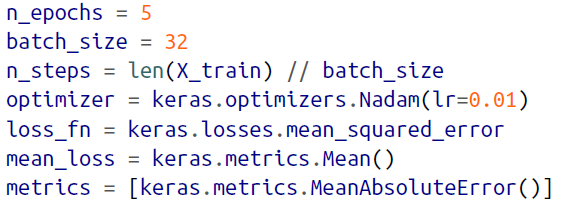 n_epochs = 5
batch_size = 32
n_steps = len(X_train) // batch_size
optimizer = keras.optimizers.Nadam(lr=0.01)
loss_fn = keras.losses.mean_squared_error
mean_loss = keras.metrics.Mean()
metrics = [keras.metrics.MeanAbsoluteError()]